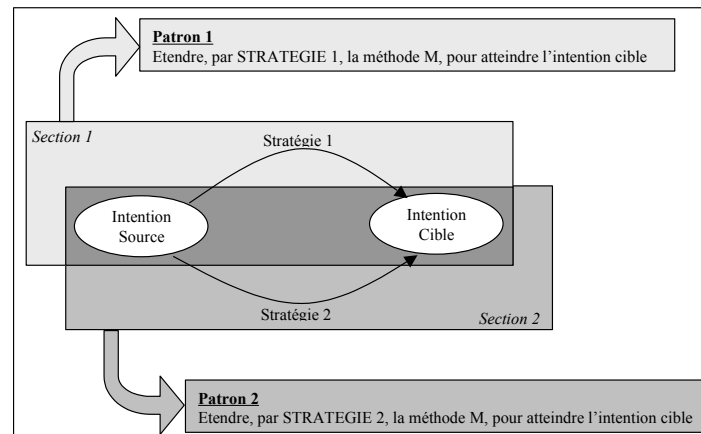 Patron 1
Etendre, par STRATEGIE 1, la méthode M, pour atteindre l’intention cible
Section 1
Stratégie 1
Intention
Source
Intention
Cible
Stratégie 2
Section 2
Patron 2
Etendre, par STRATEGIE 2, la méthode M, pour atteindre l’intention cible